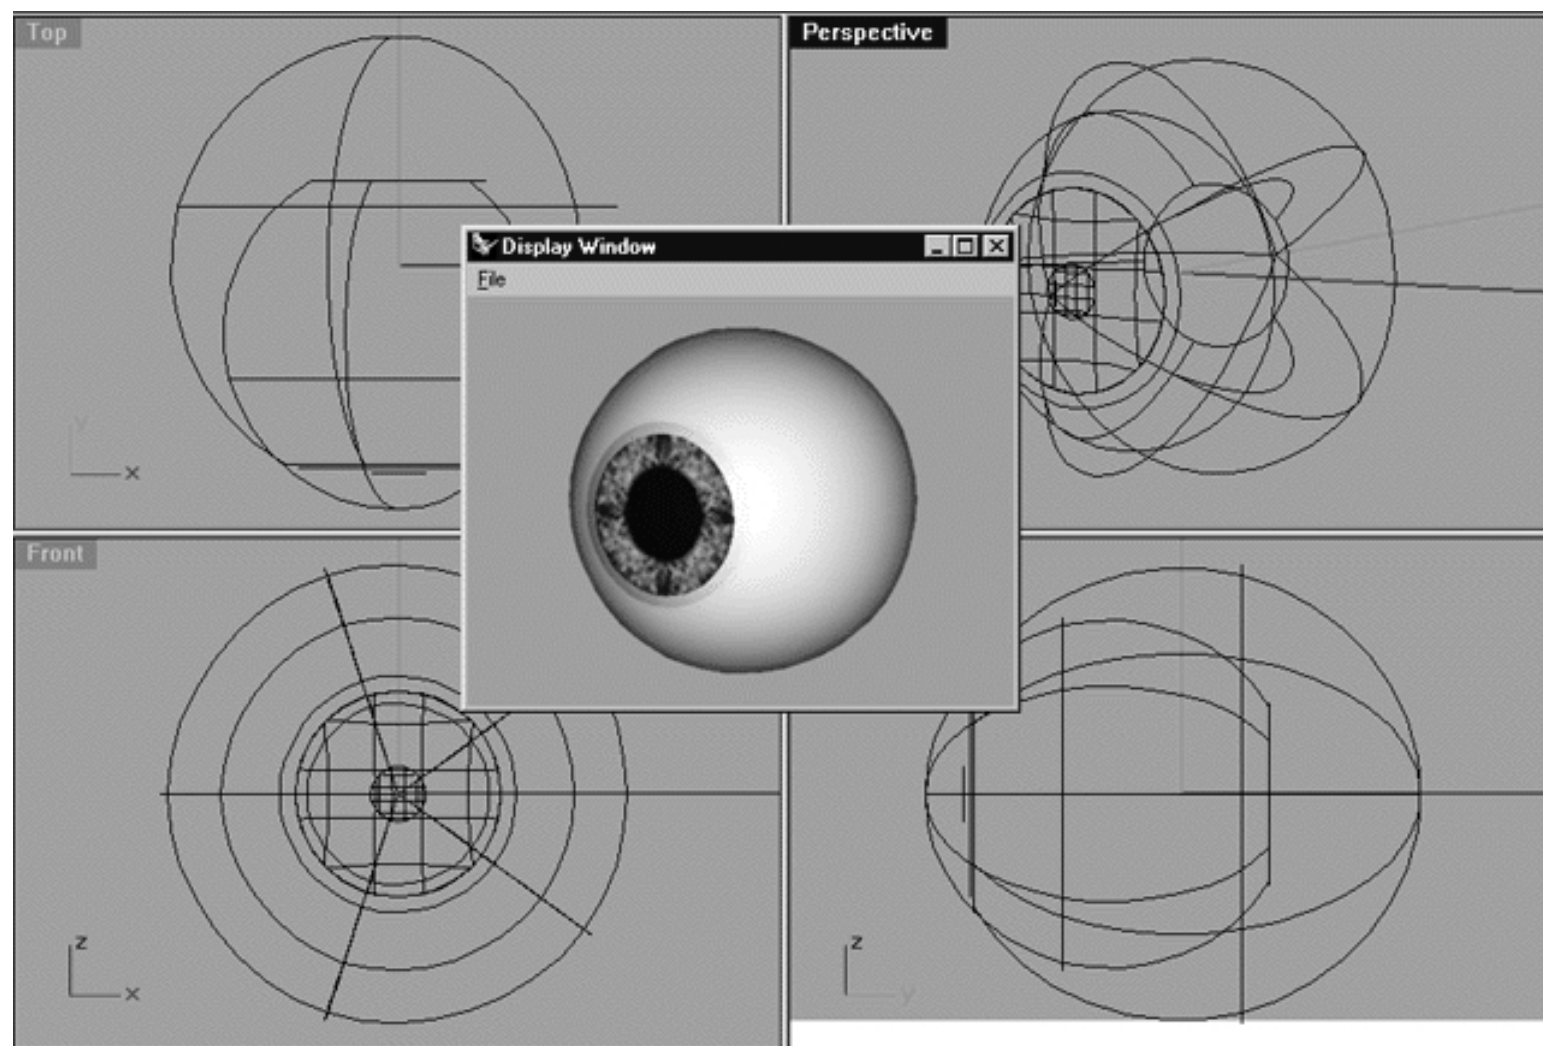 Top
Perspective
Display Window
File
y
x
Front
z
x
z
y